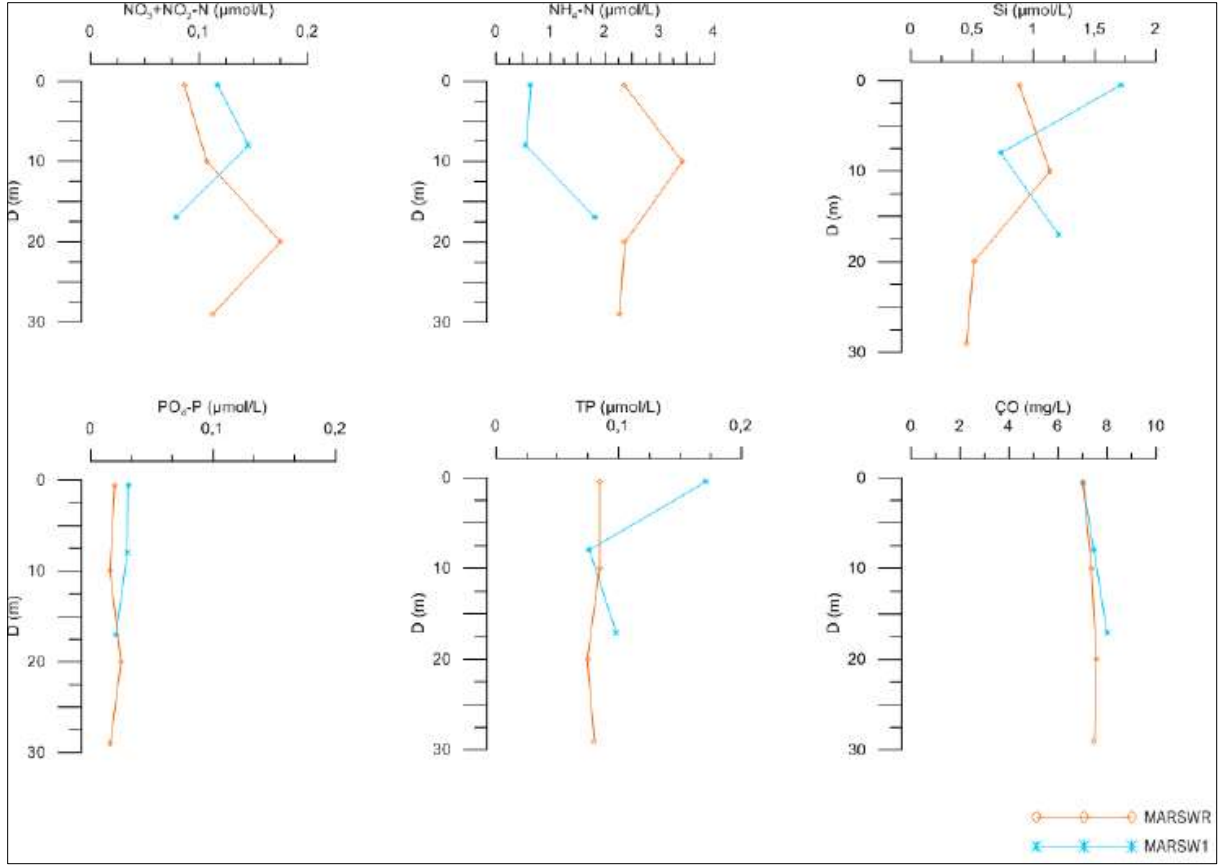 NO₃+NO₂-N (µmol/L)
0 0,1 0,2
0
10
20
30
D (m)
NH₄-N (µmol/L)
0 1 2 3 4
0
10
20
30
D (m)
Si (µmol/L)
0 0,5 1 1,5 2
0
10
20
30
D (m)
PO₄-P (µmol/L)
0 0,1 0,2
0
10
20
30
D (m)
TP (µmol/L)
0 0,1 0,2
0
10
20
30
D (m)
ÇO (mg/L)
0 2 4 6 8 10
0
10
20
30
D (m)
MARSWR
MARSW1